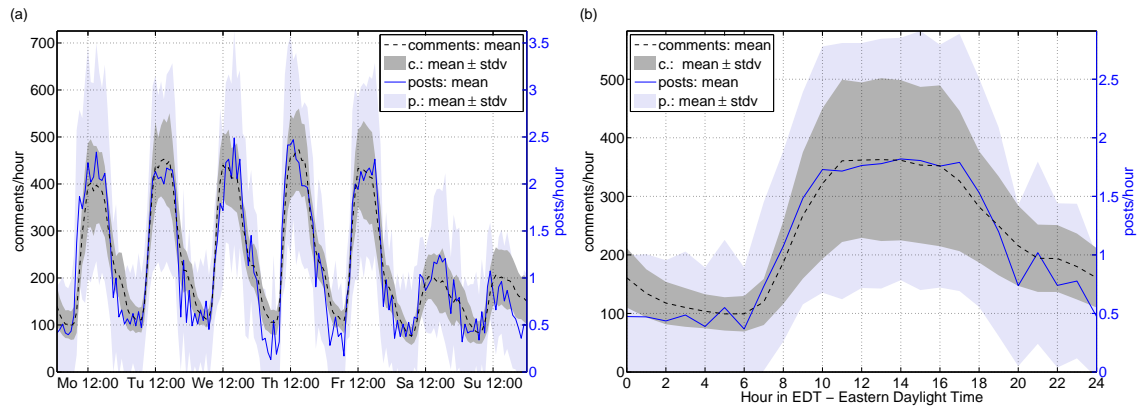 (a)
700
600
500
400
300
200
100
0
comments/hour
3.5
3
2.5
2
1.5
1
0.5
0
posts/hour
Mo 12:00 Tu 12:00 We 12:00 Th 12:00 Fr 12:00 Sa 12:00 Su 12:00
comments: mean
c.: mean ± stdv
posts: mean
p.: mean ± stdv
(b)
500
400
300
200
100
0
comments/hour
2.5
2
1.5
1
0.5
0
posts/hour
0 2 4 6 8 10 12 14 16 18 20 22 24
Hour in EDT − Eastern Daylight Time
comments: mean
c.: mean ± stdv
posts: mean
p.: mean ± stdv